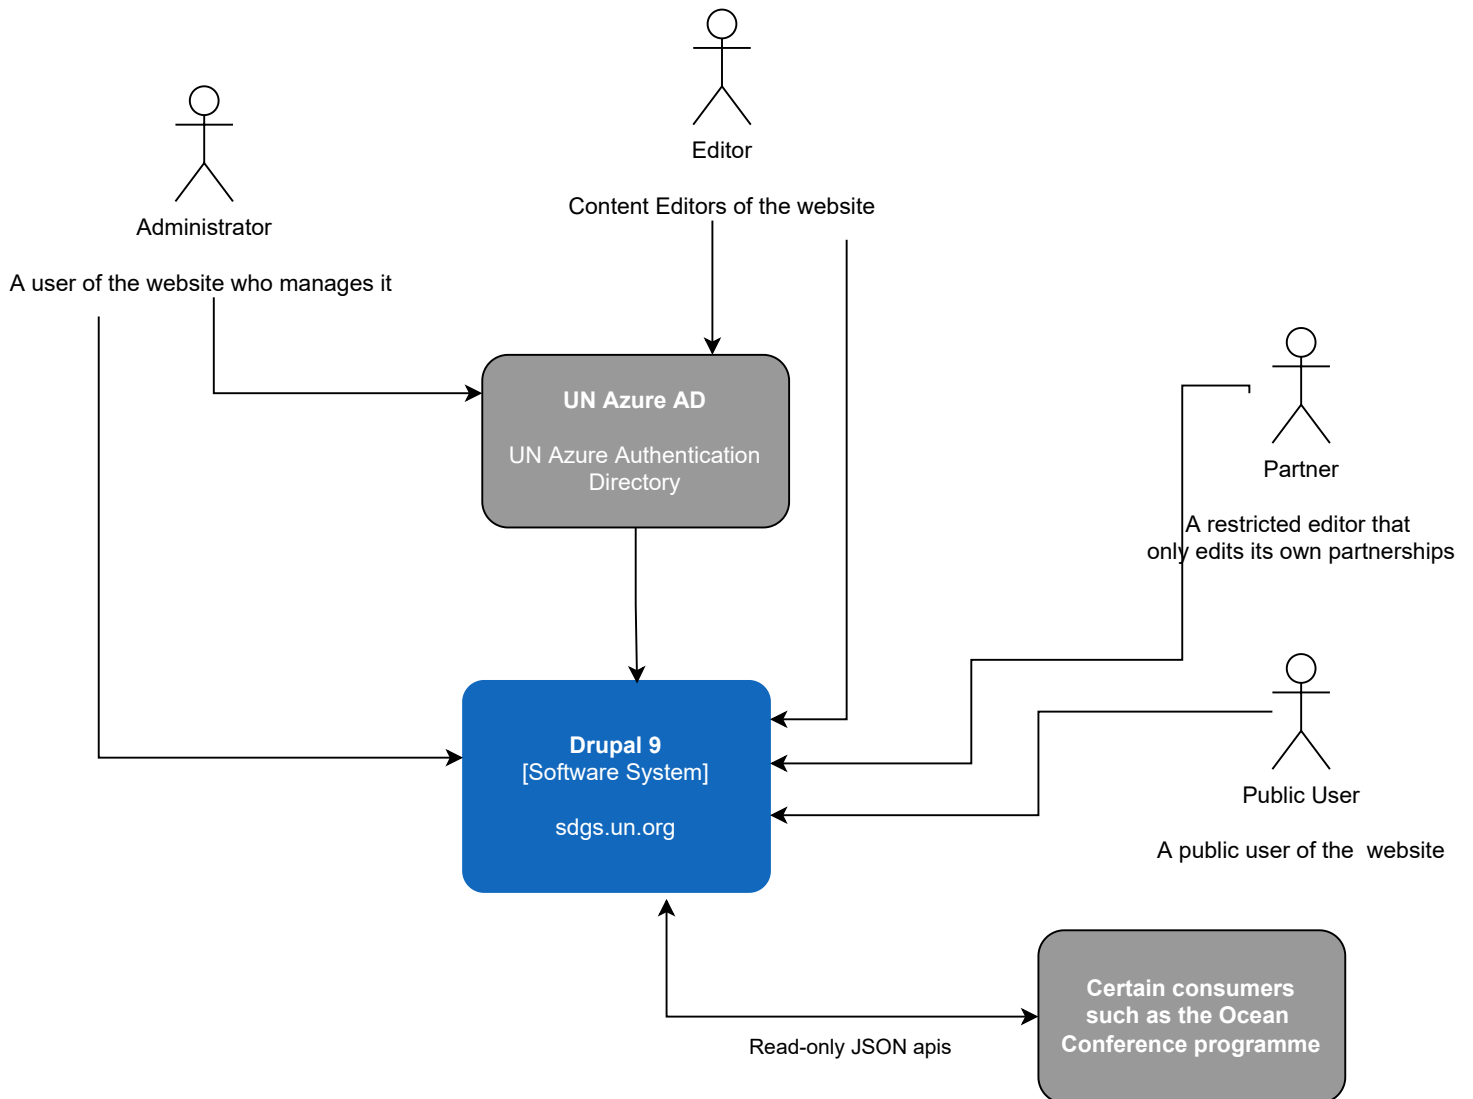 Editor
Content Editors of the website
Administrator
A user of the website who manages it
UN Azure AD
UN Azure Authentication
Directory
Partner
A restricted editor that
only edits its own partnerships
Drupal 9
[Software System]
sdgs.un.org
Public User
A public user of the  website
Certain consumers
such as the Ocean
Conference programme
Read-only JSON apis